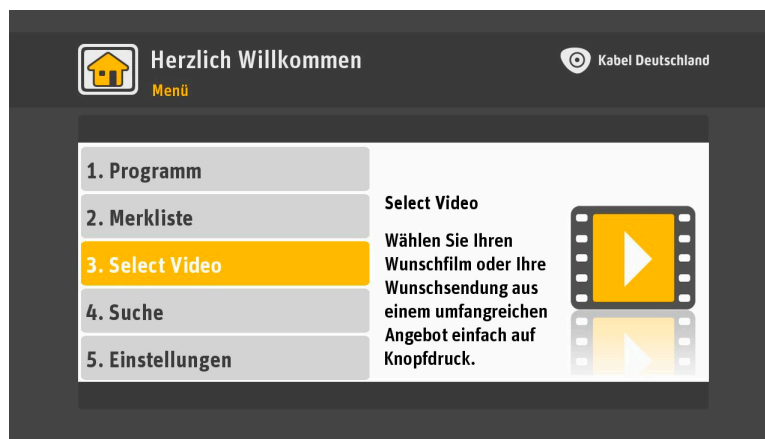 Herzlich Willkommen
Menü
Kabel Deutschland
1. Programm
2. Merkliste
3. Select Video
4. Suche
5. Einstellungen
Select Video
Wählen Sie Ihren
Wunschfilm oder Ihre
Wunschsendung aus
einem umfangreichen
Angebot einfach auf
Knopfdruck.